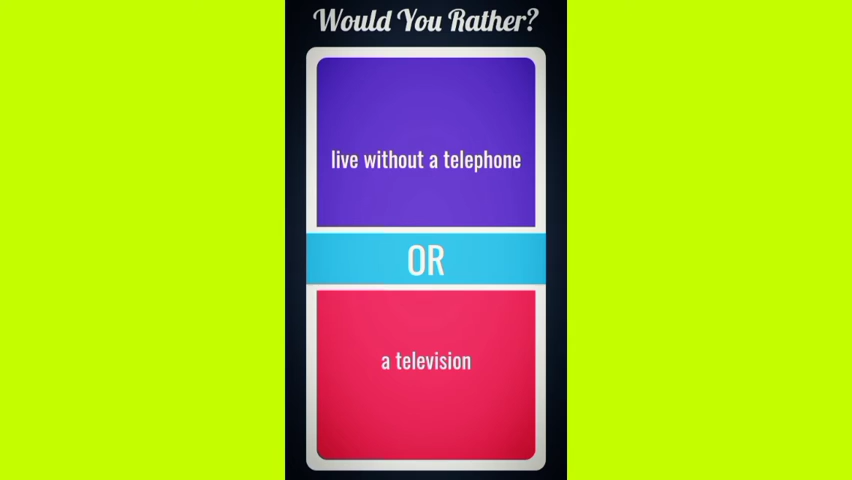 Would You Rather?
live without a telephone
OR
a television